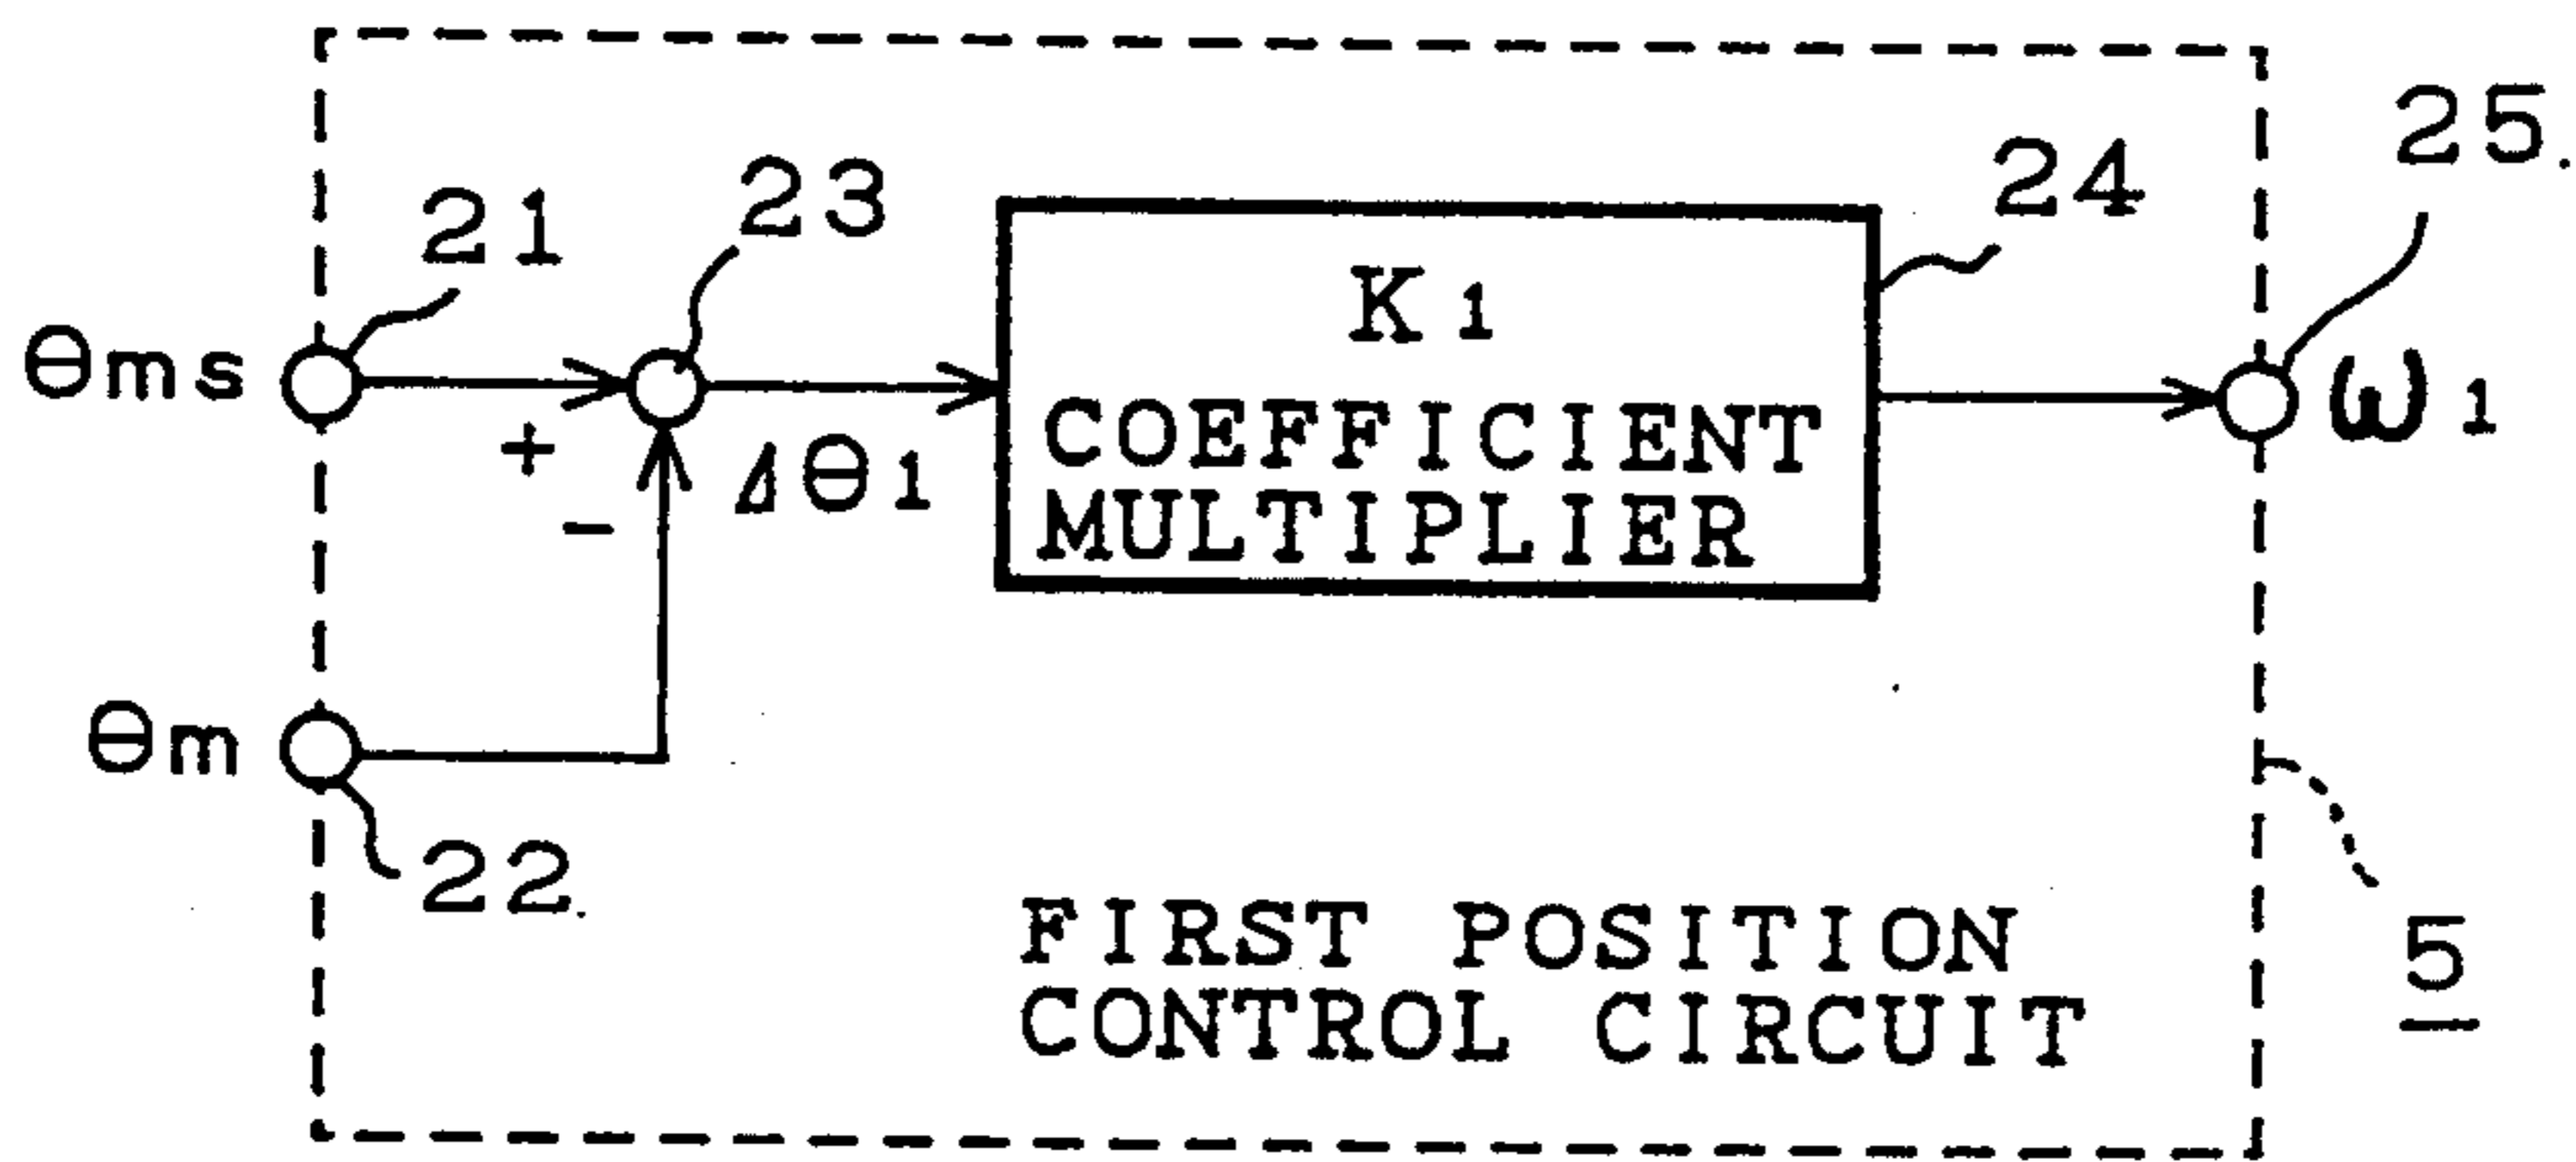 25.
24
23
21
K1
θms
ω1
COEFFICIENT
+
Δθ1
MULTIPLIER
-
θm
22
FIRST POSITION
5
CONTROL CIRCUIT